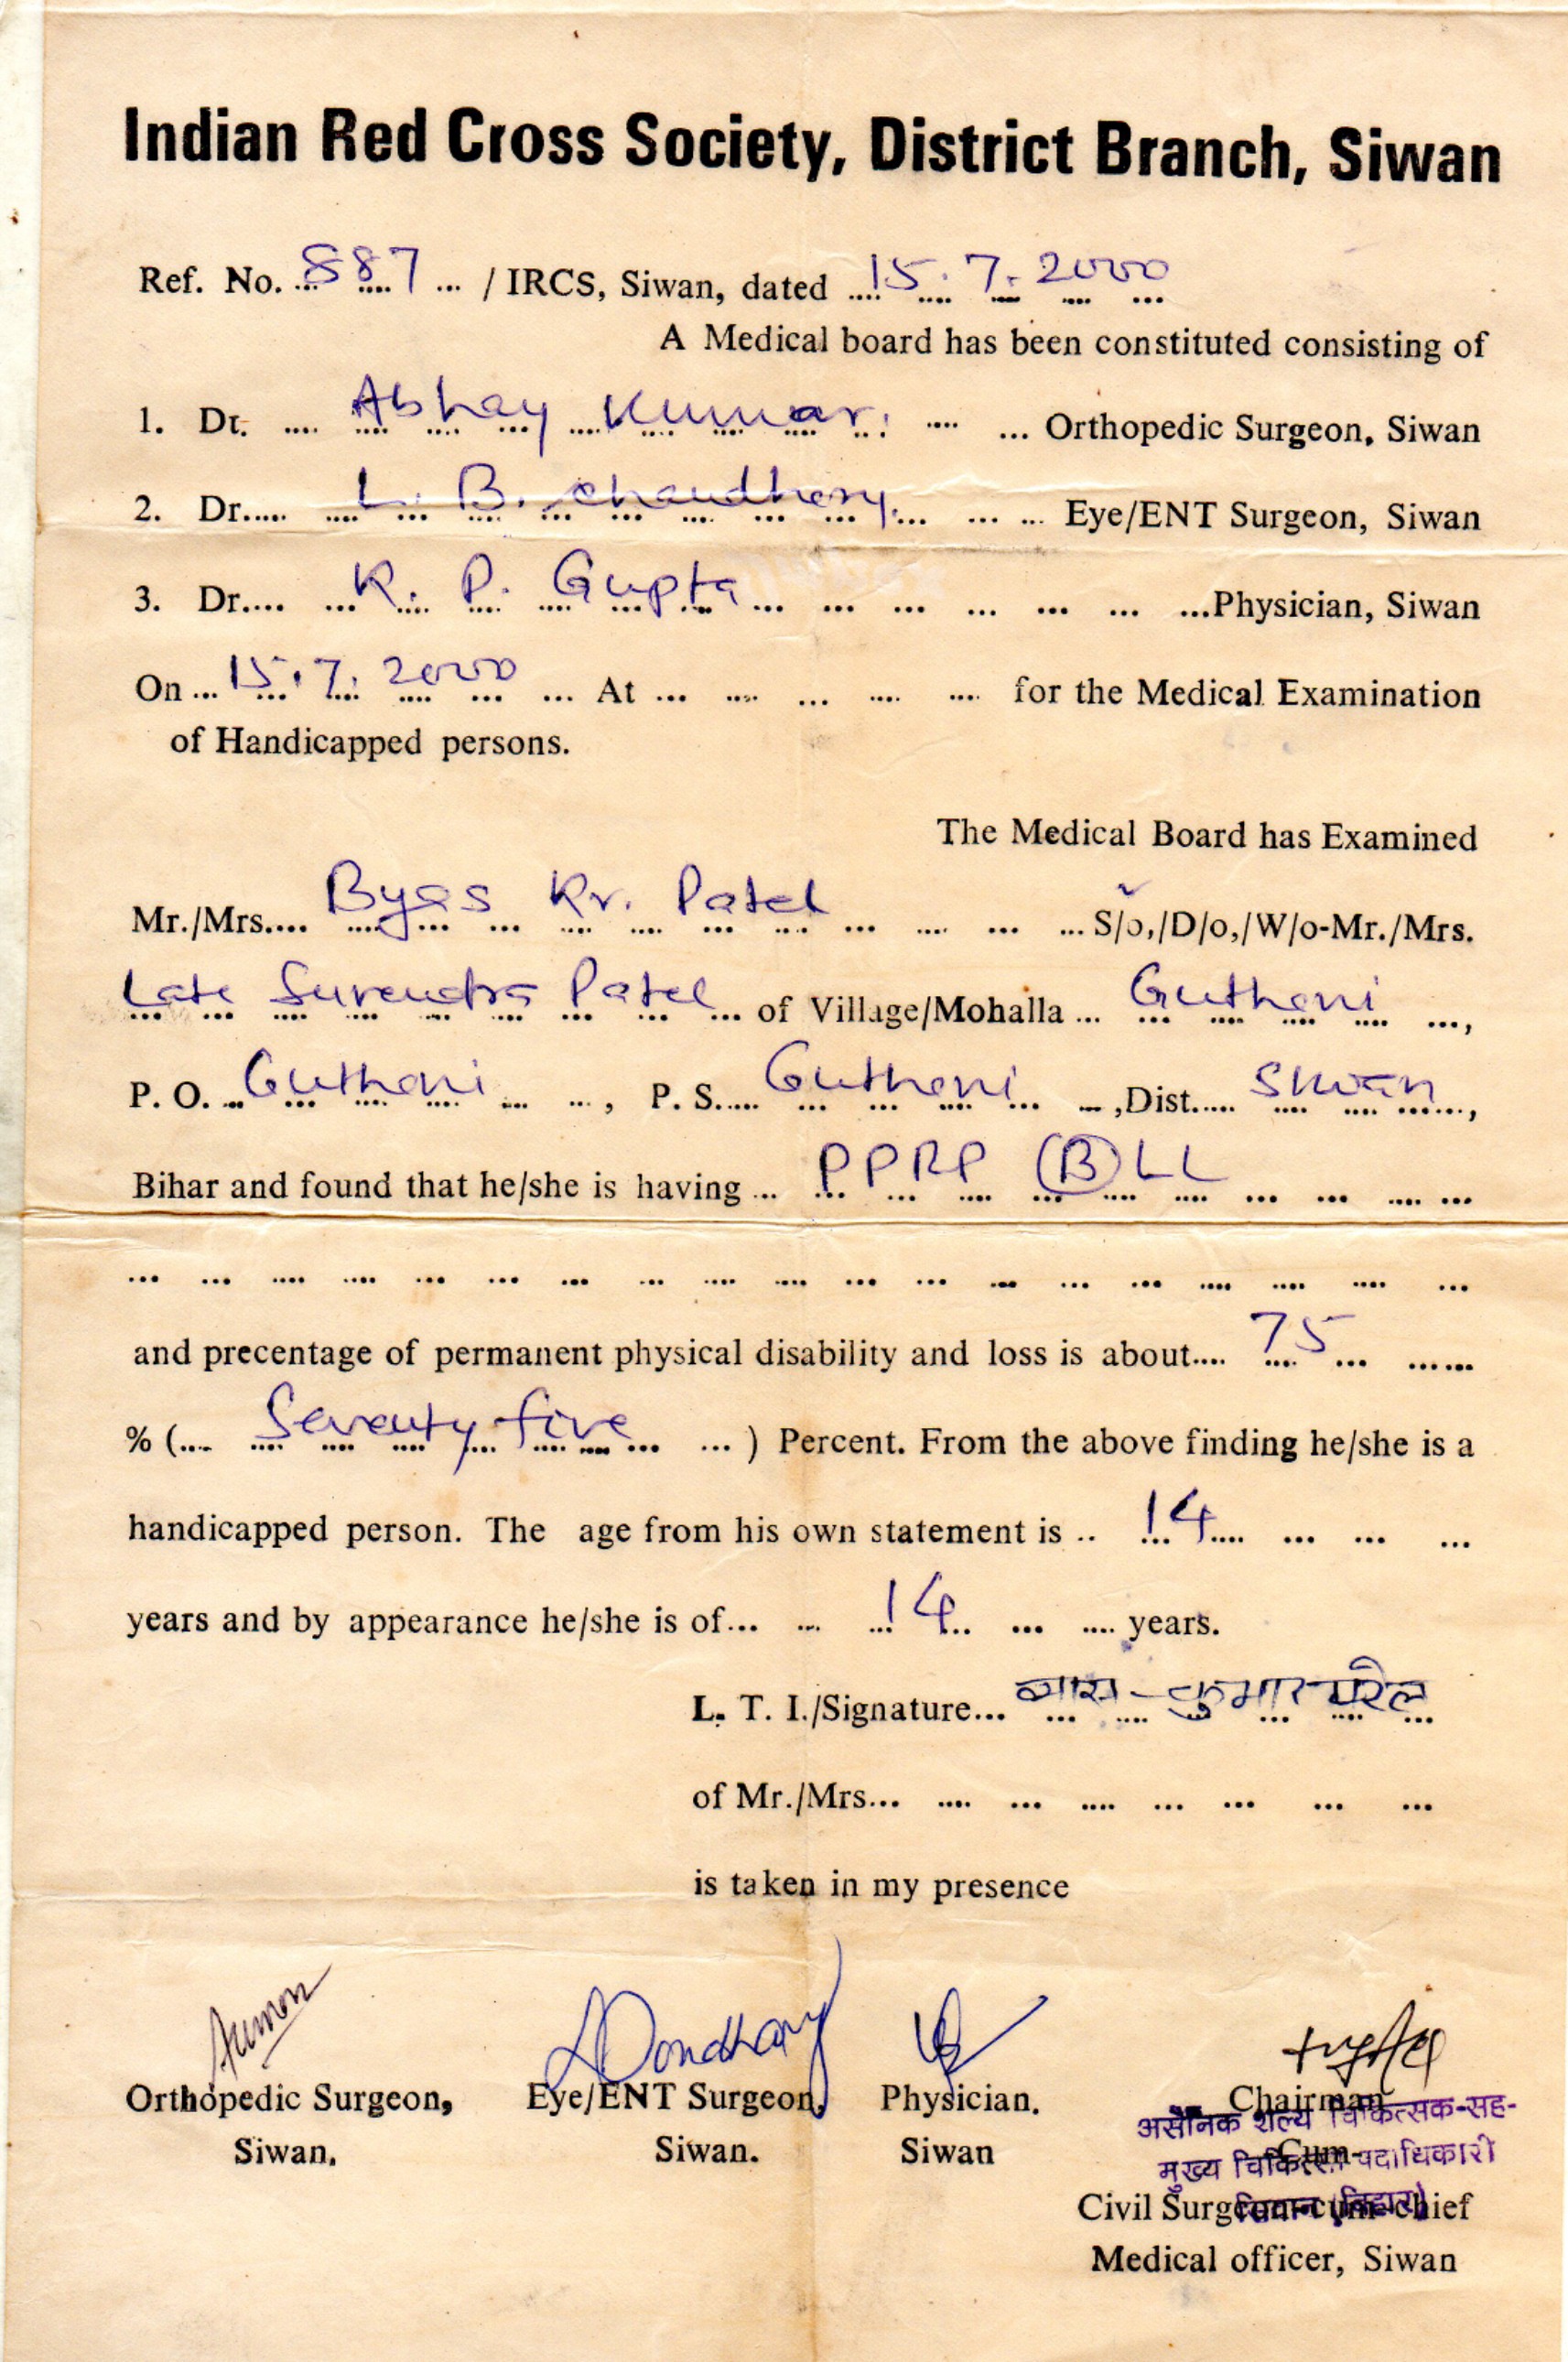 Indian Red Cross Society, District Branch, Siwan
Ref. No. 887 / IRCS, Siwan, dated 15.7.2000
A Medical board has been constituted consisting of
1. Dr. Abhay Kumar. Orthopedic Surgeon, Siwan
2. Dr. L. B. Chaudhary. Eye/ENT Surgeon, Siwan
3. Dr. R. P. Gupta Physician, Siwan
On 15.7.2000 At for the Medical Examination
of Handicapped persons.
The Medical Board has Examined
Mr./Mrs. Byas Kr. Patel S/o,/D/o,/W/o-Mr./Mrs.
Late Surendra Patel of Village/Mohalla Guthani,
P. O. Guthani, P. S. Guthani, Dist. Siwan,
Bihar and found that he/she is having PPRP (B) LL
and precentage of permanent physical disability and loss is about 75
% (Seventy five) Percent. From the above finding he/she is a
handicapped person. The age from his own statement is 14
years and by appearance he/she is of 14 years.
L. T. I./Signature ब्यास-कुमार पटेल
of Mr./Mrs
is taken in my presence
Orthopedic Surgeon, Eye/ENT Surgeon, Physician. Chairman
असैनिक शल्य चिकित्सक-सह-
Siwan. Siwan. Siwan Cum-
मुख्य चिकित्सा पदाधिकारी
Civil Surgeon-cum-chief
सिवान (बिहार)
Medical officer, Siwan